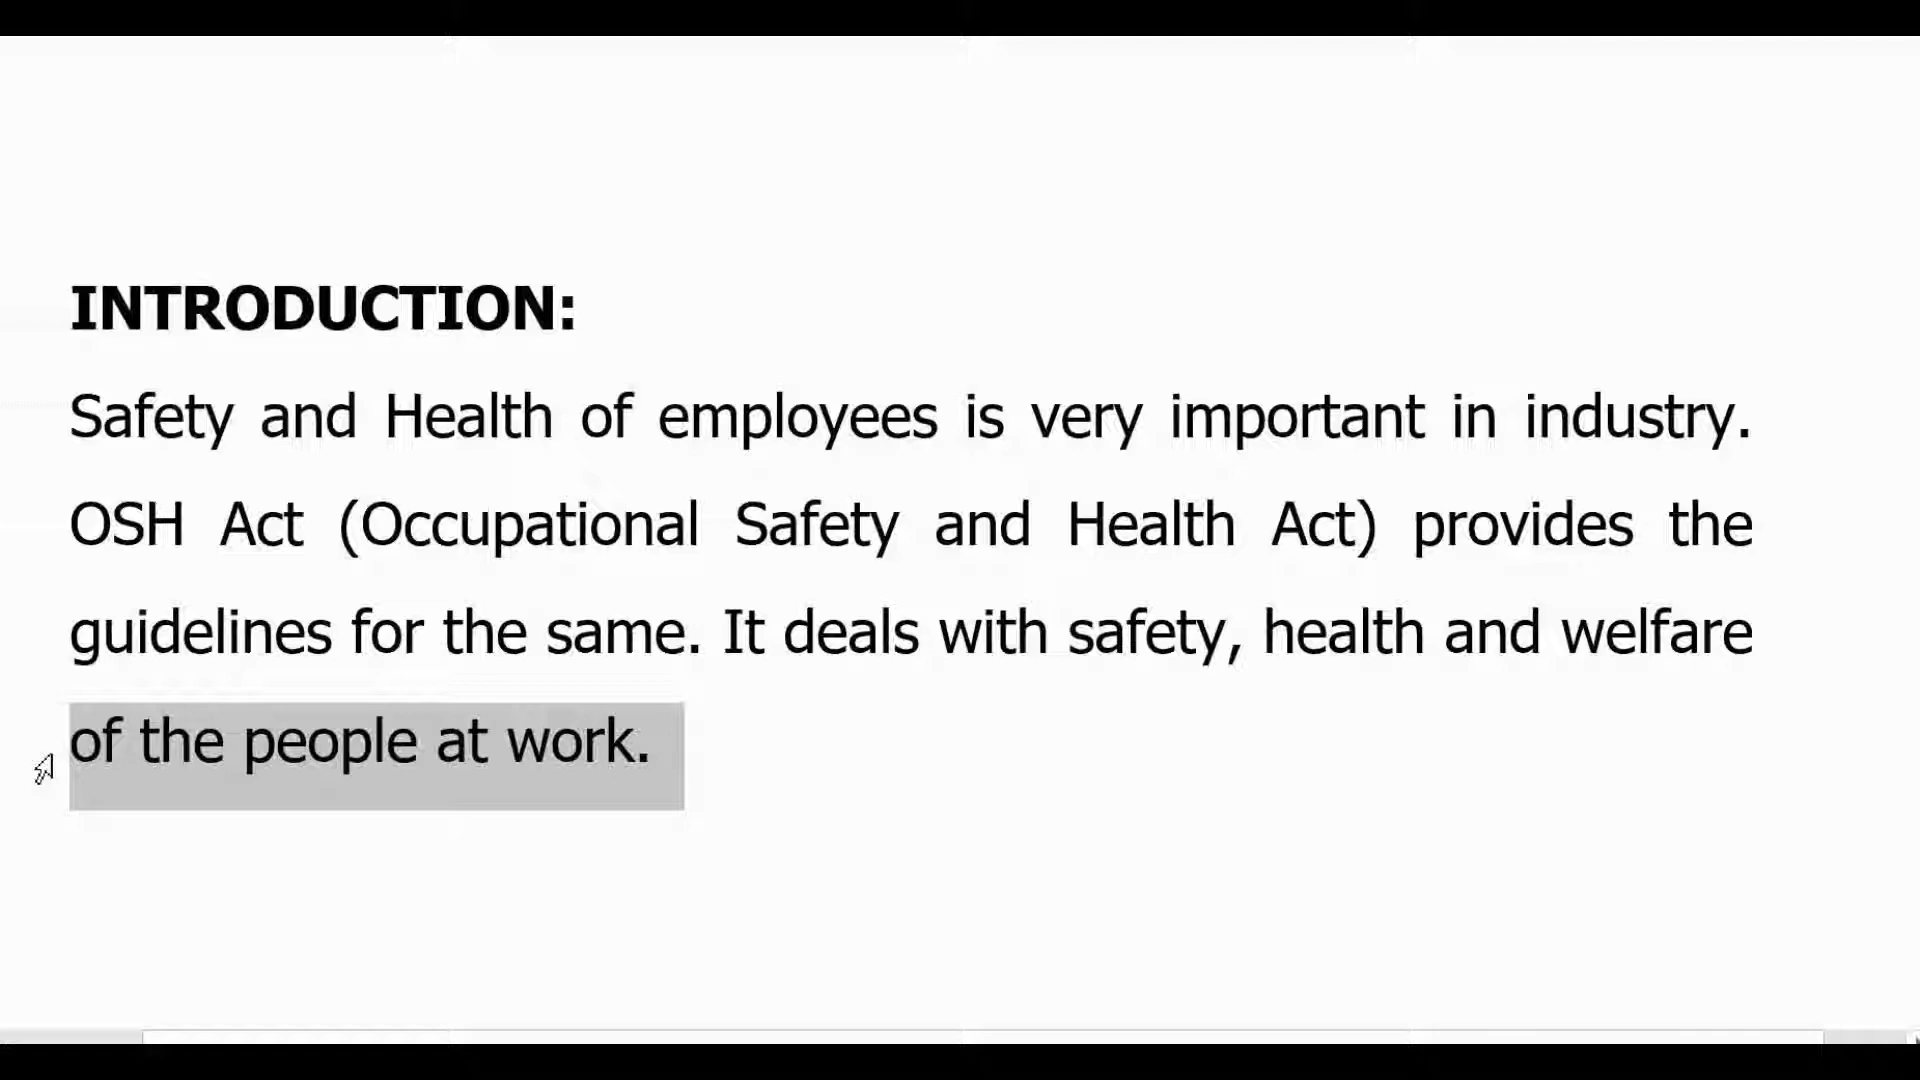 INTRODUCTION:
Safety and Health of employees is very important in industry.
OSH Act (Occupational Safety and Health Act) provides the
guidelines for the same. It deals with safety, health and welfare
of the people at work.